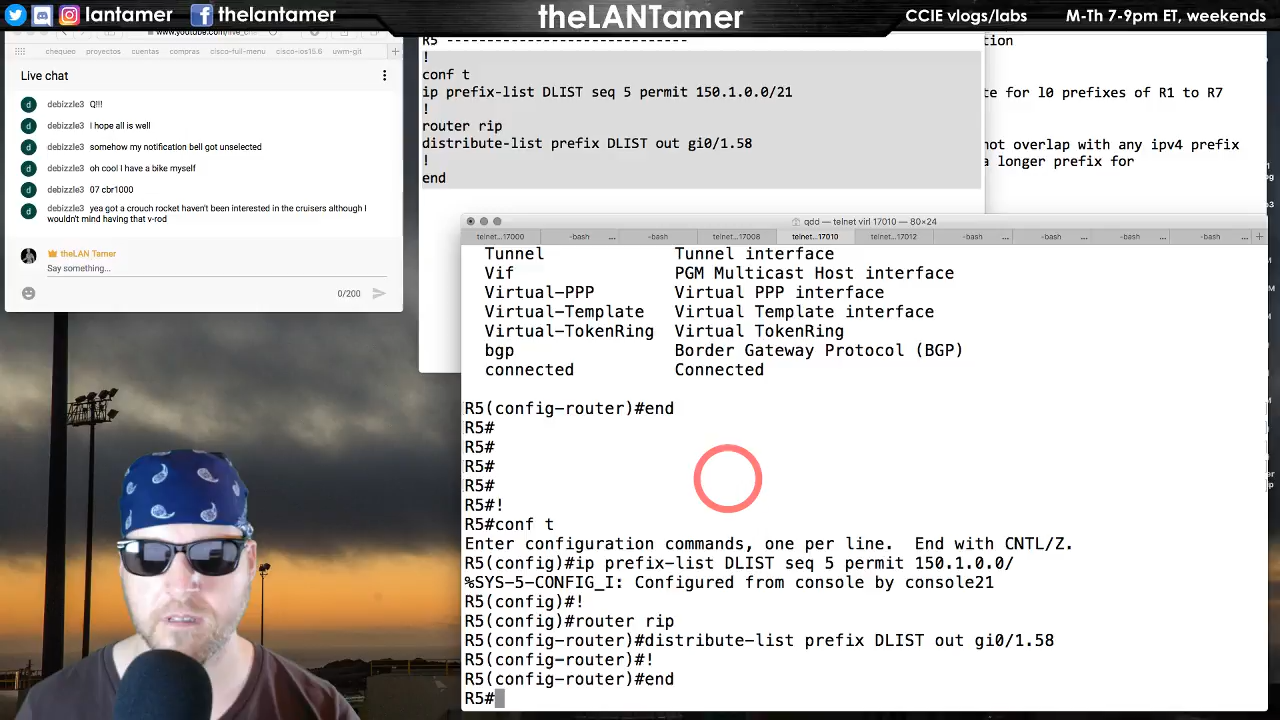 lantamer
thelantamer
theLANTamer
CCIE vlogs/labs
M-Th 7-9pm ET, weekends
chequeo
proyectos
cuentas
compras
cisco-full-menu
cisco-ios15.6
uwm-git
+
Live chat
debizzle3 Q!!!
debizzle3 I hope all is well
debizzle3 somehow my notification bell got unselected
debizzle3 oh cool I have a bike myself
debizzle3 07 cbr1000
debizzle3 yea got a crouch rocket haven't been interested in the cruisers although I
wouldn't mind having that v-rod
theLAN Tamer
Say something...
0/200
R5 -------------------------------
!
conf t
ip prefix-list DLIST seq 5 permit 150.1.0.0/21
!
router rip
distribute-list prefix DLIST out gi0/1.58
!
end
tion
te for l0 prefixes of R1 to R7
not overlap with any ipv4 prefix
a longer prefix for
qdd — telnet virl 17010 — 80×24
telnet...17000
-bash
...
-bash
telnet...17008
telnet...17010
telnet...17012
-bash
...
-bash
...
-bash
...
-bash
...
+
Tunnel Tunnel interface
Vif PGM Multicast Host interface
Virtual-PPP Virtual PPP interface
Virtual-Template Virtual Template interface
Virtual-TokenRing Virtual TokenRing
bgp Border Gateway Protocol (BGP)
connected Connected
R5(config-router)#end
R5#
R5#
R5#
R5#
R5#!
R5#conf t
Enter configuration commands, one per line. End with CNTL/Z.
R5(config)#ip prefix-list DLIST seq 5 permit 150.1.0.0/
%SYS-5-CONFIG_I: Configured from console by console21
R5(config)#!
R5(config)#router rip
R5(config-router)#distribute-list prefix DLIST out gi0/1.58
R5(config-router)#!
R5(config-router)#end
R5#